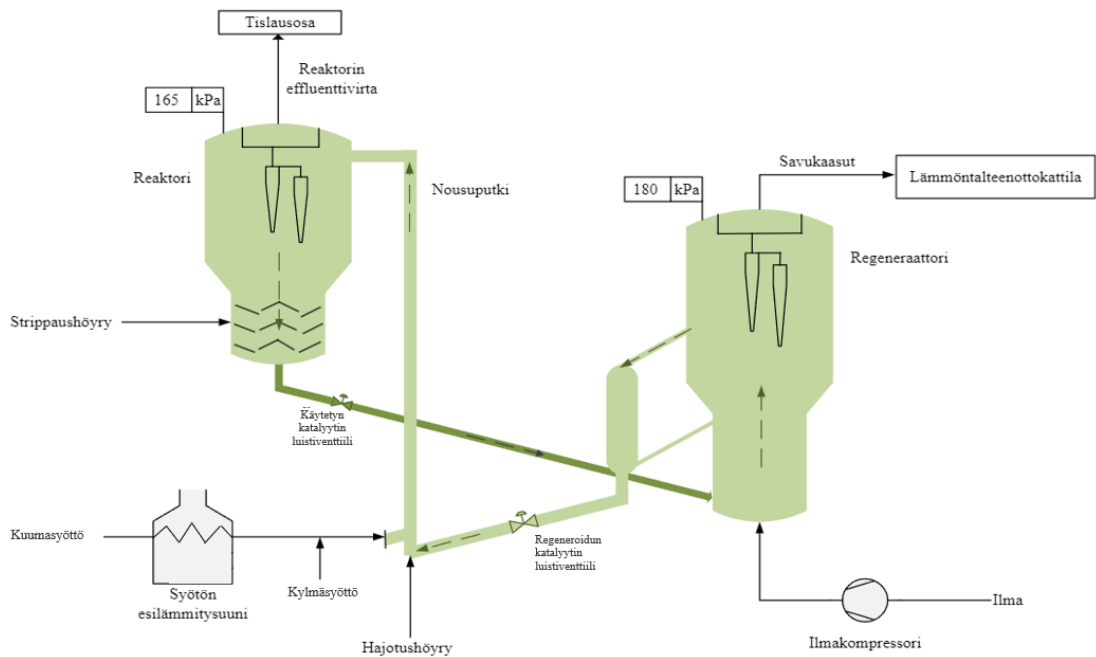 Tislausosa
Reaktorin
effluenttivirta
165 kPa
Reaktori
Nousuputki
Savukaasut
Lämmöntalteenottokattila
180 kPa
Regeneraattori
Strippaushöyry
Käytetyn
katalyytin
luistiventtiili
Kuumasyöttö
Regeneroidun
katalyytin
luistiventtiili
Syötön
esilämmitysuuni
Kylmäsyöttö
Hajotushöyry
Ilma
Ilmakompressori